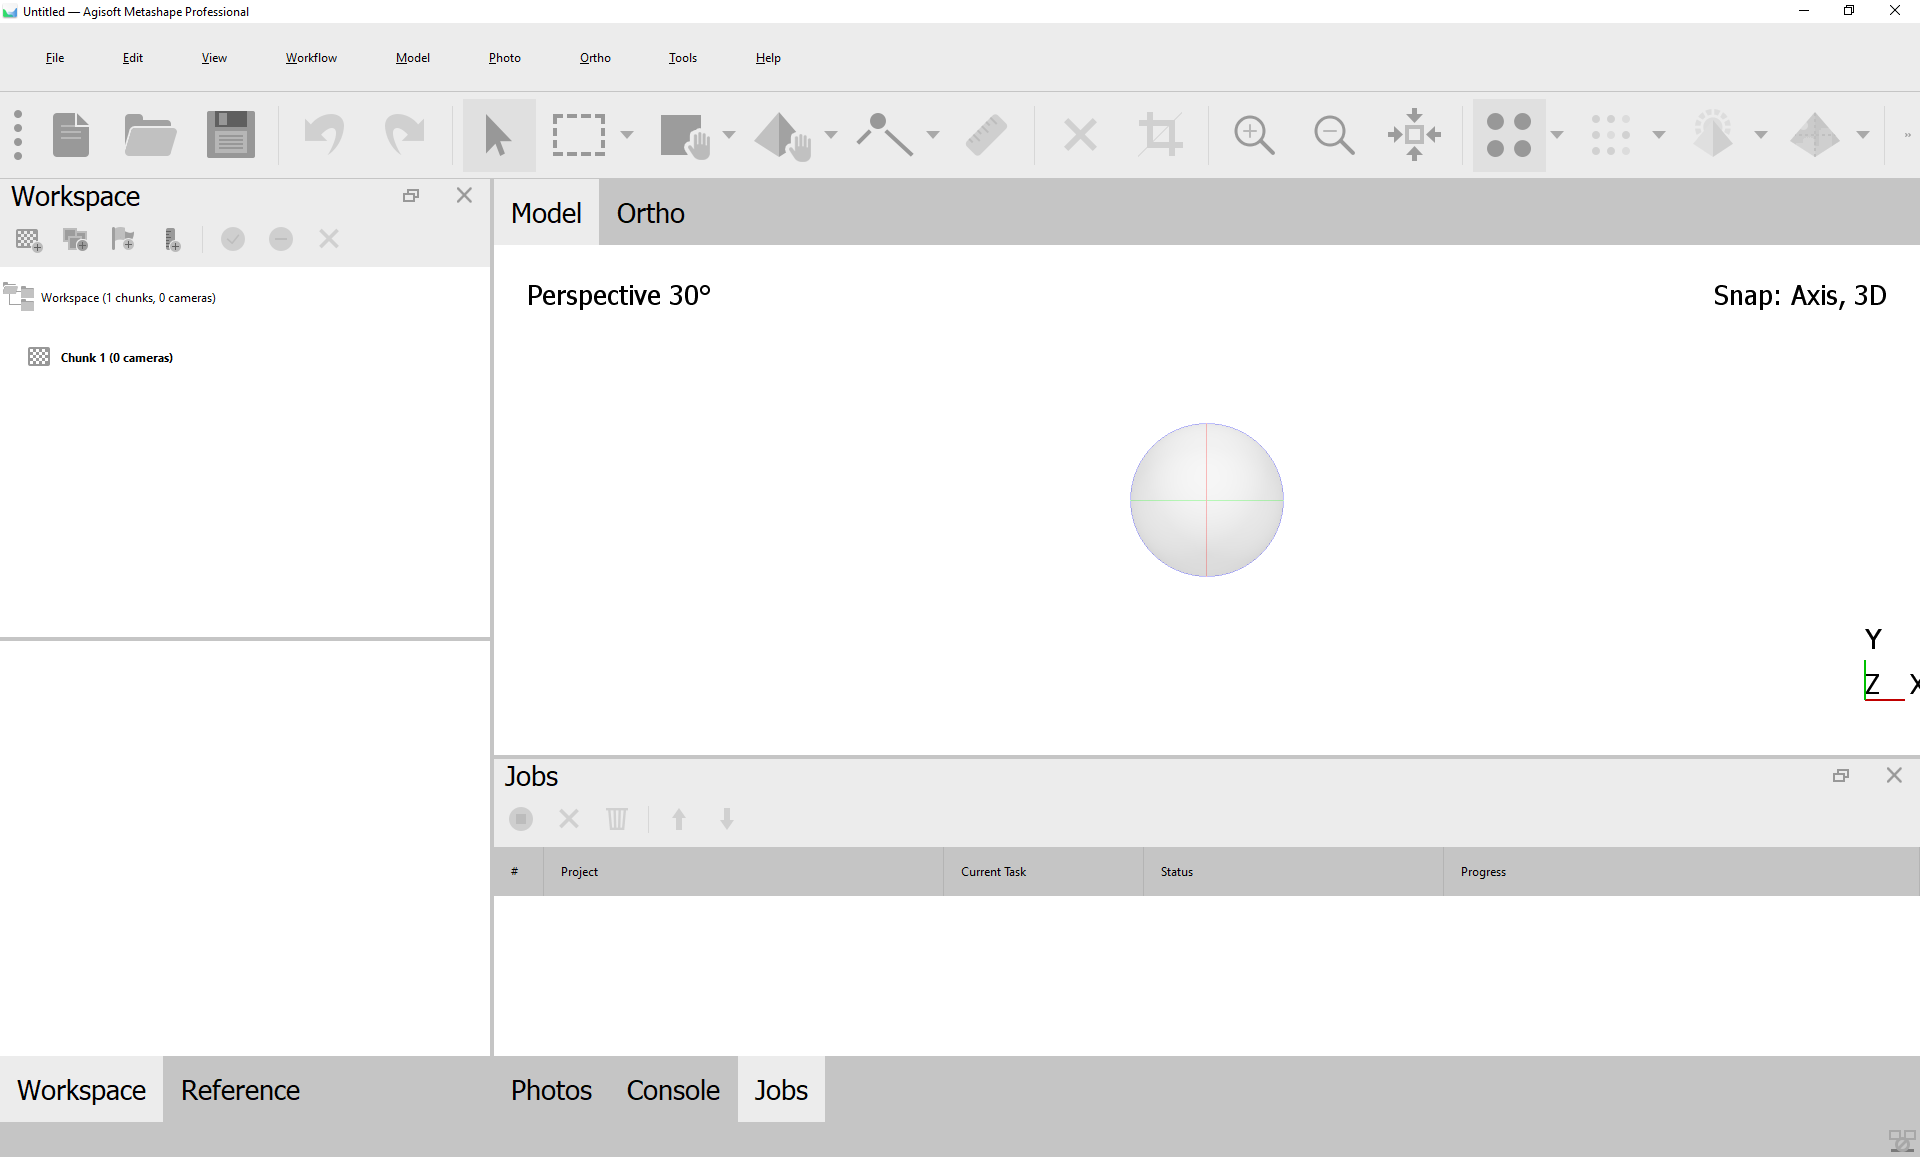 Untitled — Agisoft Metashape Professional
File Edit View Workflow Model Photo Ortho Tools Help
»
Workspace
Model Ortho
Workspace (1 chunks, 0 cameras)
Perspective 30° Snap: Axis, 3D
Chunk 1 (0 cameras)
Y
Z X
Jobs
# Project Current Task Status Progress
Workspace Reference Photos Console Jobs